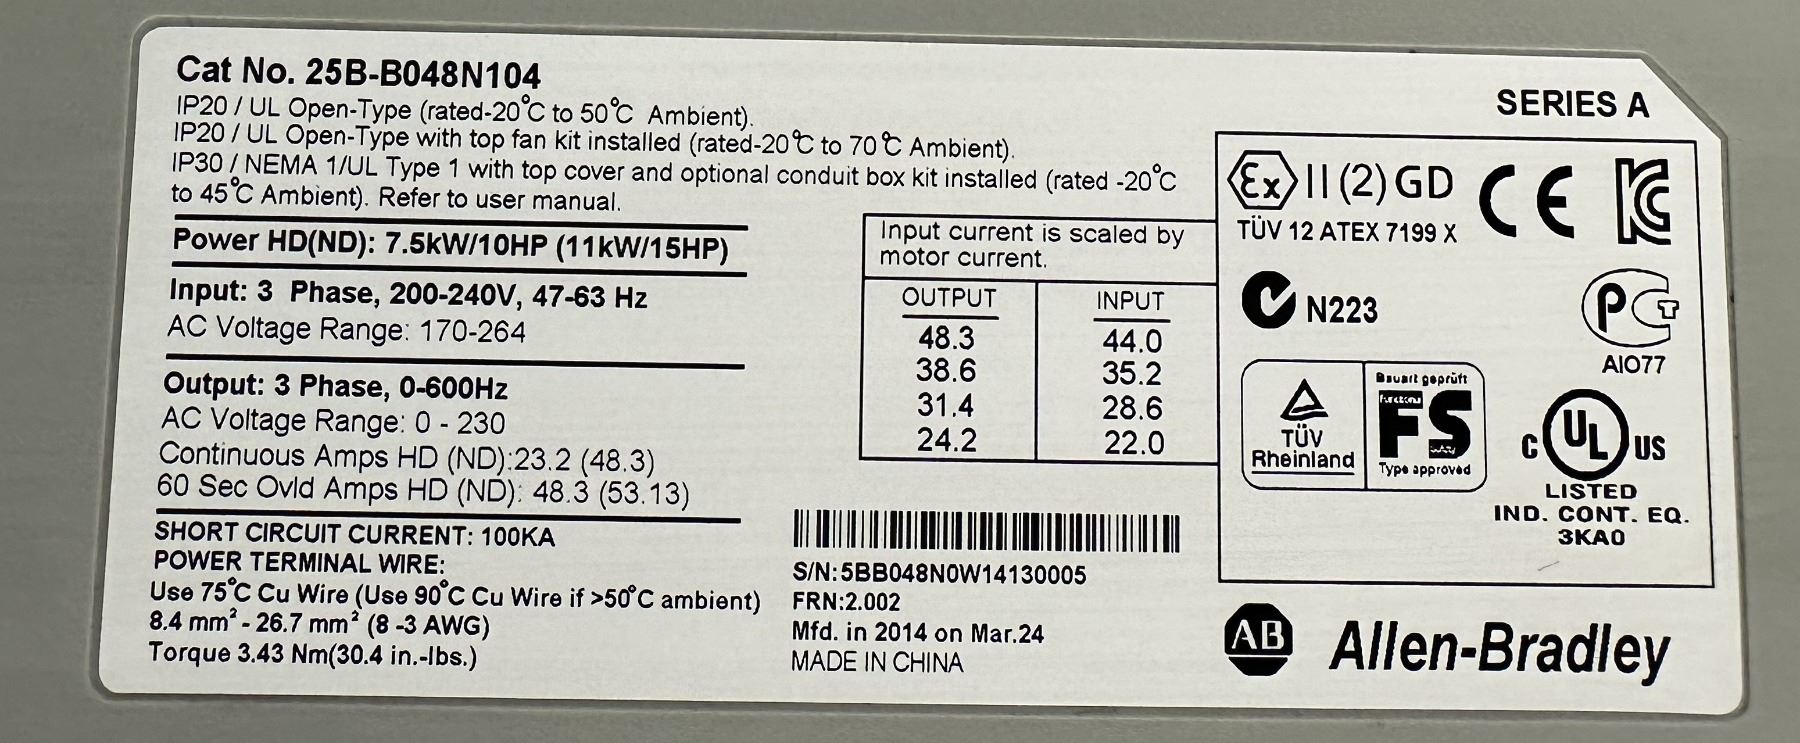 Cat No. 25B-B048N104
IP20 / UL Open-Type (rated-20°C to 50°C Ambient).
IP20 / UL Open-Type with top fan kit installed (rated-20°C to 70°C Ambient).
IP30 / NEMA 1/UL Type 1 with top cover and optional conduit box kit installed (rated -20°C
to 45°C Ambient). Refer to user manual.
Power HD(ND): 7.5kW/10HP (11kW/15HP)
Input: 3 Phase, 200-240V, 47-63 Hz
AC Voltage Range: 170-264
Output: 3 Phase, 0-600Hz
AC Voltage Range: 0 - 230
Continuous Amps HD (ND):23.2 (48.3)
60 Sec Ovld Amps HD (ND): 48.3 (53.13)
SHORT CIRCUIT CURRENT: 100KA
POWER TERMINAL WIRE:
Use 75°C Cu Wire (Use 90°C Cu Wire if >50°C ambient)
8.4 mm² - 26.7 mm² (8 -3 AWG)
Torque 3.43 Nm(30.4 in.-lbs.)
Input current is scaled by
motor current.
OUTPUT INPUT
48.3 44.0
38.6 35.2
31.4 28.6
24.2 22.0
S/N:5BB048N0W14130005
FRN:2.002
Mfd. in 2014 on Mar.24
MADE IN CHINA
SERIES A
Ex II (2) GD CE
TÜV 12 ATEX 7199 X
N223
PCT
AIO77
TÜV
Rheinland
Bauart geprüft
Functional
FS
Type approved
C UL US
LISTED
IND. CONT. EQ.
3KA0
AB Allen-Bradley